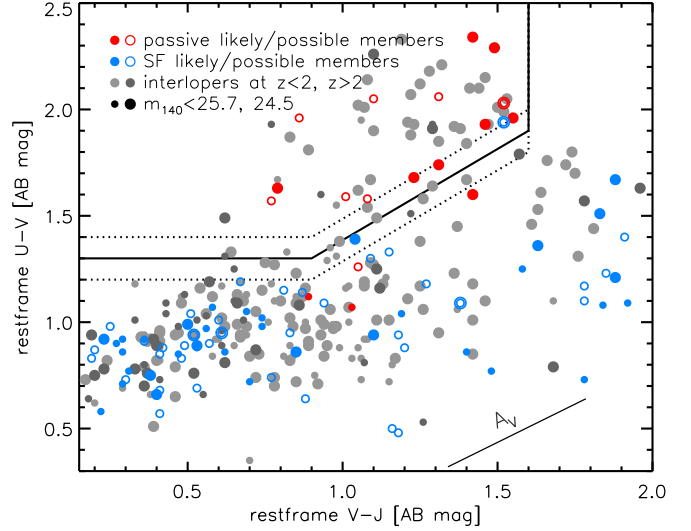 2.5
passive likely/possible members
SF likely/possible members
interlopers at z<2, z>2
m140<25.7, 24.5
2.0
1.5
1.0
0.5
restframe U-V [AB mag]
AV
0.5 1.0 1.5 2.0
restframe V-J [AB mag]